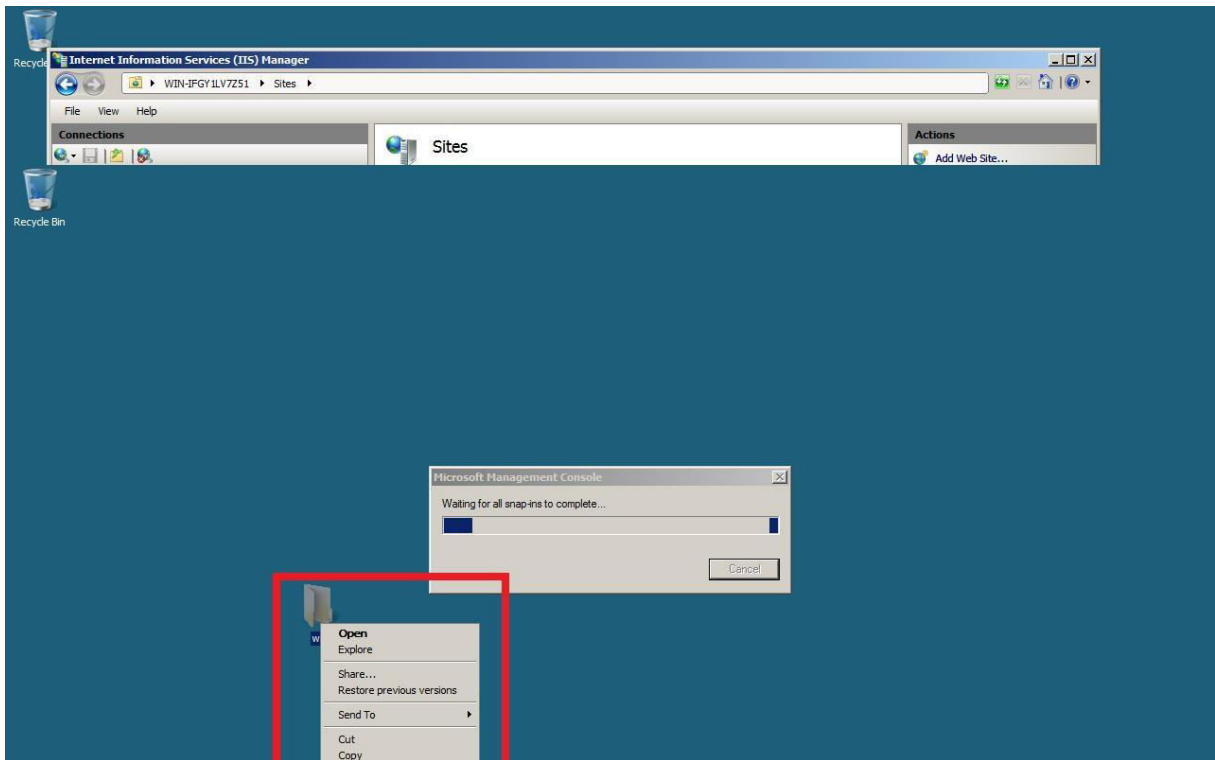 Recycle
Internet Information Services (IIS) Manager
WIN-IFGY1LV7Z51 Sites
File View Help
Connections
Sites
Actions
Add Web Site...
Recycle Bin
Microsoft Management Console
Waiting for all snap-ins to complete...
Cancel
w
Open
Explore
Share...
Restore previous versions
Send To
Cut
Copy